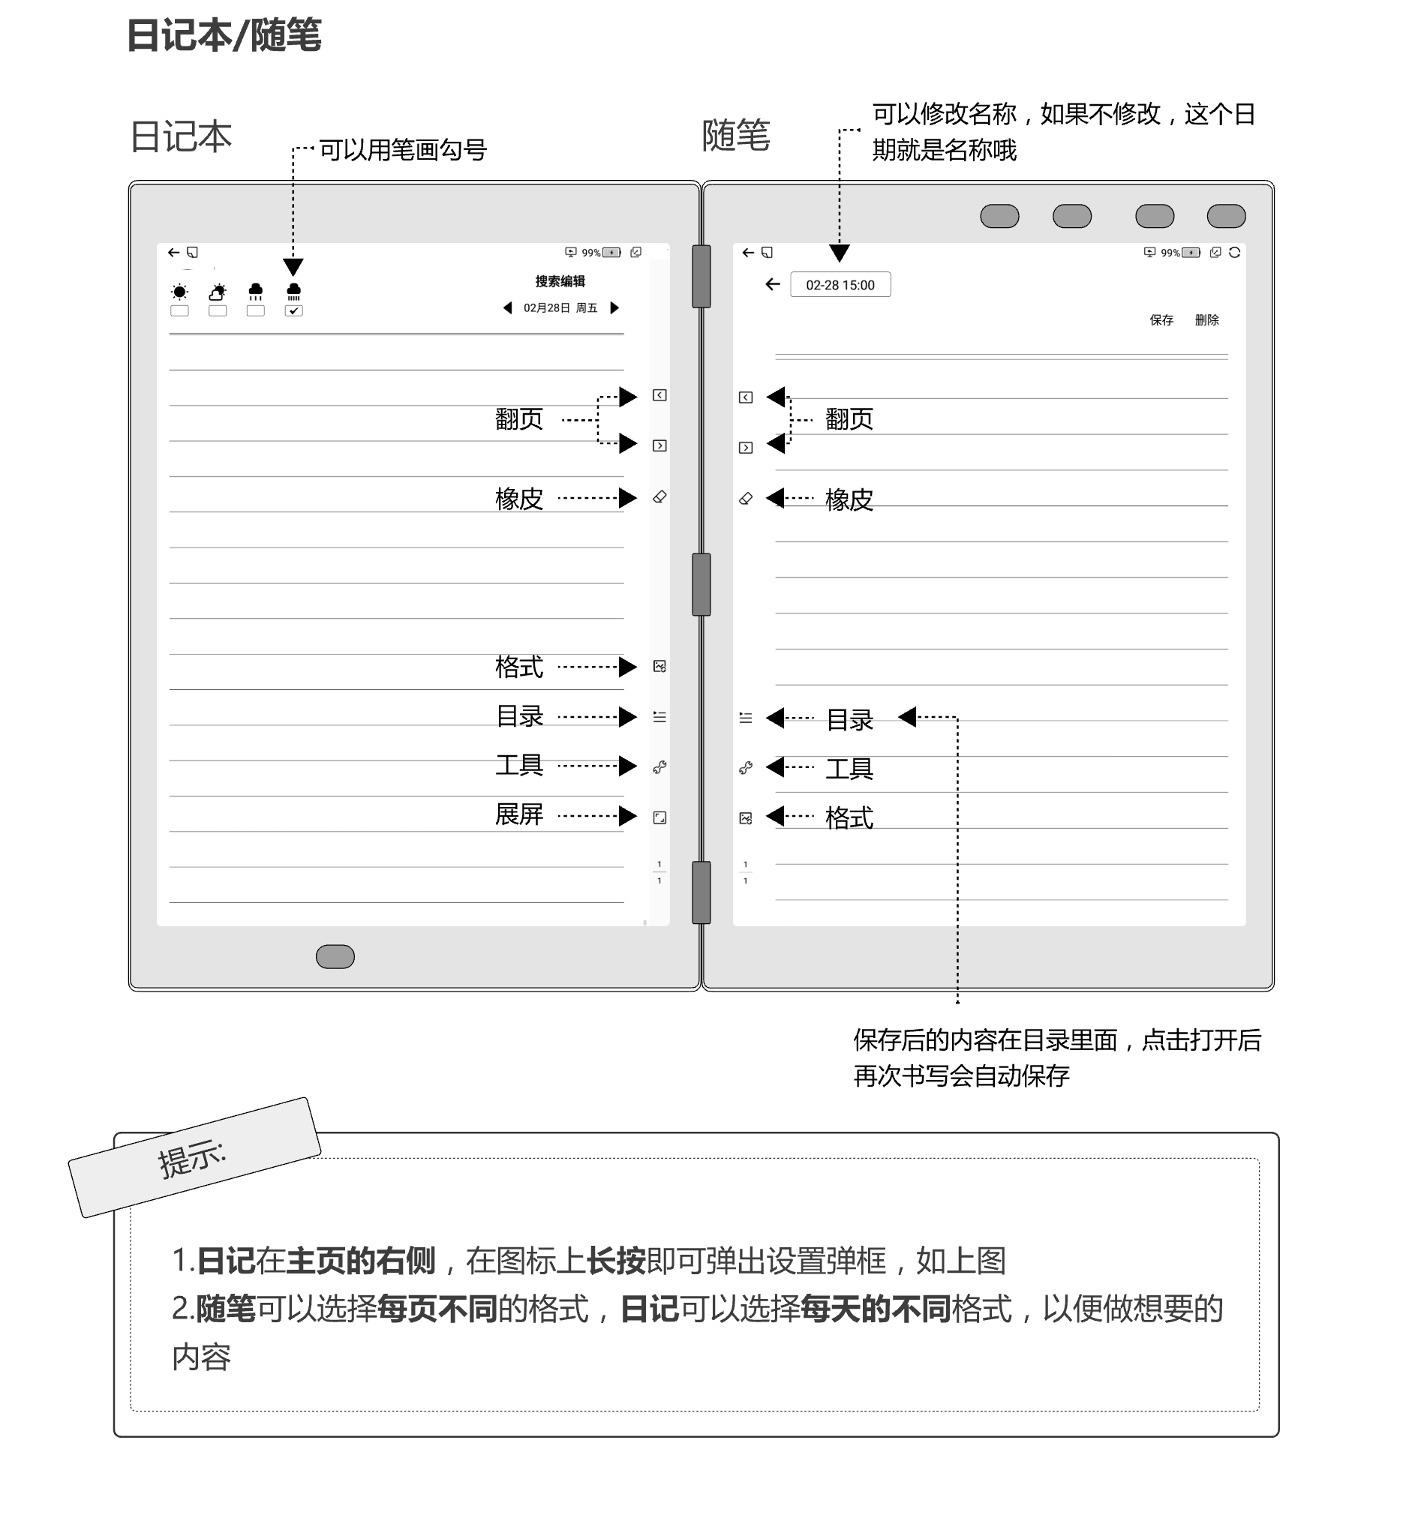 日记本/随笔
日记本
随笔
可以用笔画勾号
可以修改名称，如果不修改，这个日
期就是名称哦
99%
搜索编辑
02月28日 周五
翻页
橡皮
格式
目录
工具
展屏
1
1
99%
02-28 15:00
保存 删除
翻页
橡皮
目录
工具
格式
1
1
保存后的内容在目录里面，点击打开后
再次书写会自动保存
提示:
1.日记在主页的右侧，在图标上长按即可弹出设置弹框，如上图
2.随笔可以选择每页不同的格式，日记可以选择每天的不同格式，以便做想要的
内容